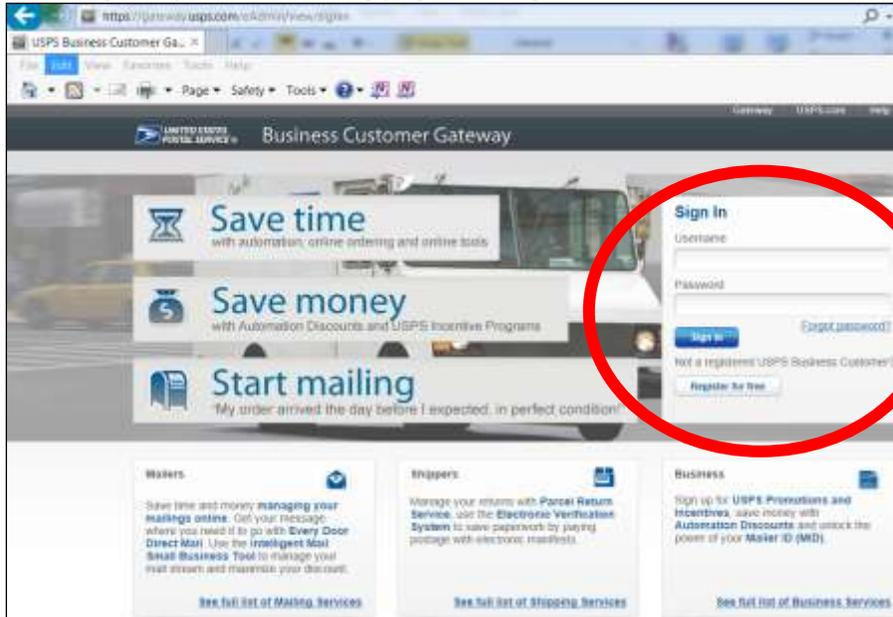 https://gateway.usps.com/eAdmin/view/signin
USPS Business Customer Ga...
File Edit View Favorites Tools Help
Page Safety Tools
Gateway USPS.com Help
UNITED STATES POSTAL SERVICE® Business Customer Gateway
Save time
with automation, online ordering and online tools
Save money
with Automation Discounts and USPS Incentive Programs
Start mailing
"My order arrived the day before I expected, in perfect condition!"
Sign In
Username
Password
Forgot password?
Sign In
Not a registered USPS Business Customer?
Register for free
Mailers
Save time and money managing your
mailings online. Get your message
where you need it to go with Every Door
Direct Mail. Use the Intelligent Mail
Small Business Tool to manage your
mail stream and maximize your discount.
See full list of Mailing Services
Shippers
Manage your returns with Parcel Return
Service, use the Electronic Verification
System to save paperwork by paying
postage with electronic manifests.
See full list of Shipping Services
Business
Sign up for USPS Promotions and
Incentives, save money with
Automation Discounts and unlock the
power of your Mailer ID (MID).
See full list of Business Services